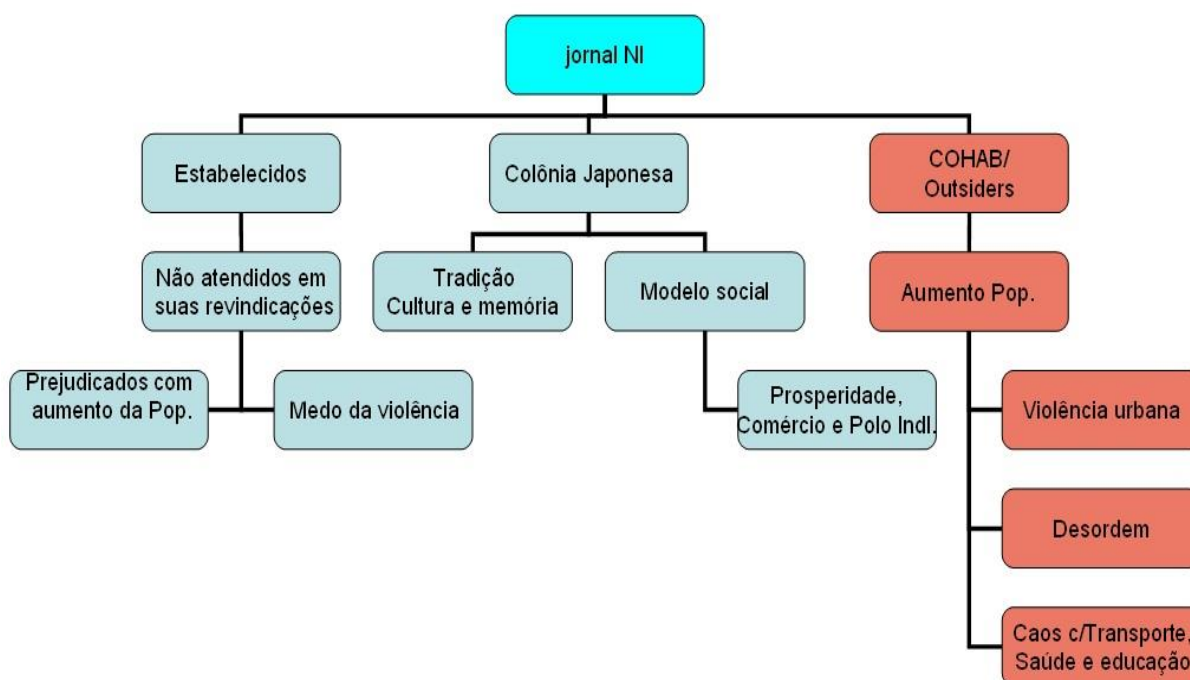 jornal NI
Estabelecidos
Colônia Japonesa
COHAB/
Outsiders
Não atendidos em
suas revindicações
Tradição
Cultura e memória
Modelo social
Aumento Pop.
Prejudicados com
aumento da Pop.
Medo da violência
Prosperidade,
Comércio e Polo Indl.
Violência urbana
Desordem
Caos c/Transporte,
Saúde e educação